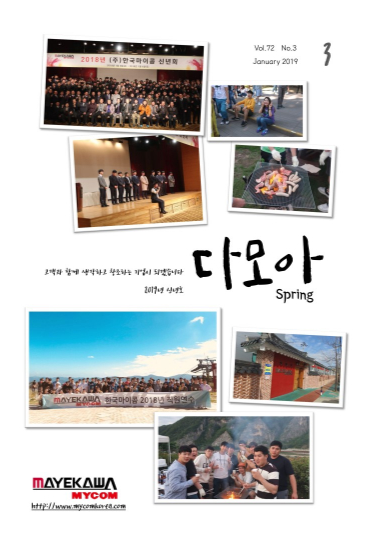 Vol.72 No.3
January 2019
3
2018년 (주)한국마이콤 신년회
다모아
Spring
고객과 함께 생각하고 창조하는 기업이 되겠습니다
2019년 신년호
MAYEKAWA 한국마이콤 2018년 직원연수
MAYEKAWA
MYCOM
http://www.mycomkorea.com